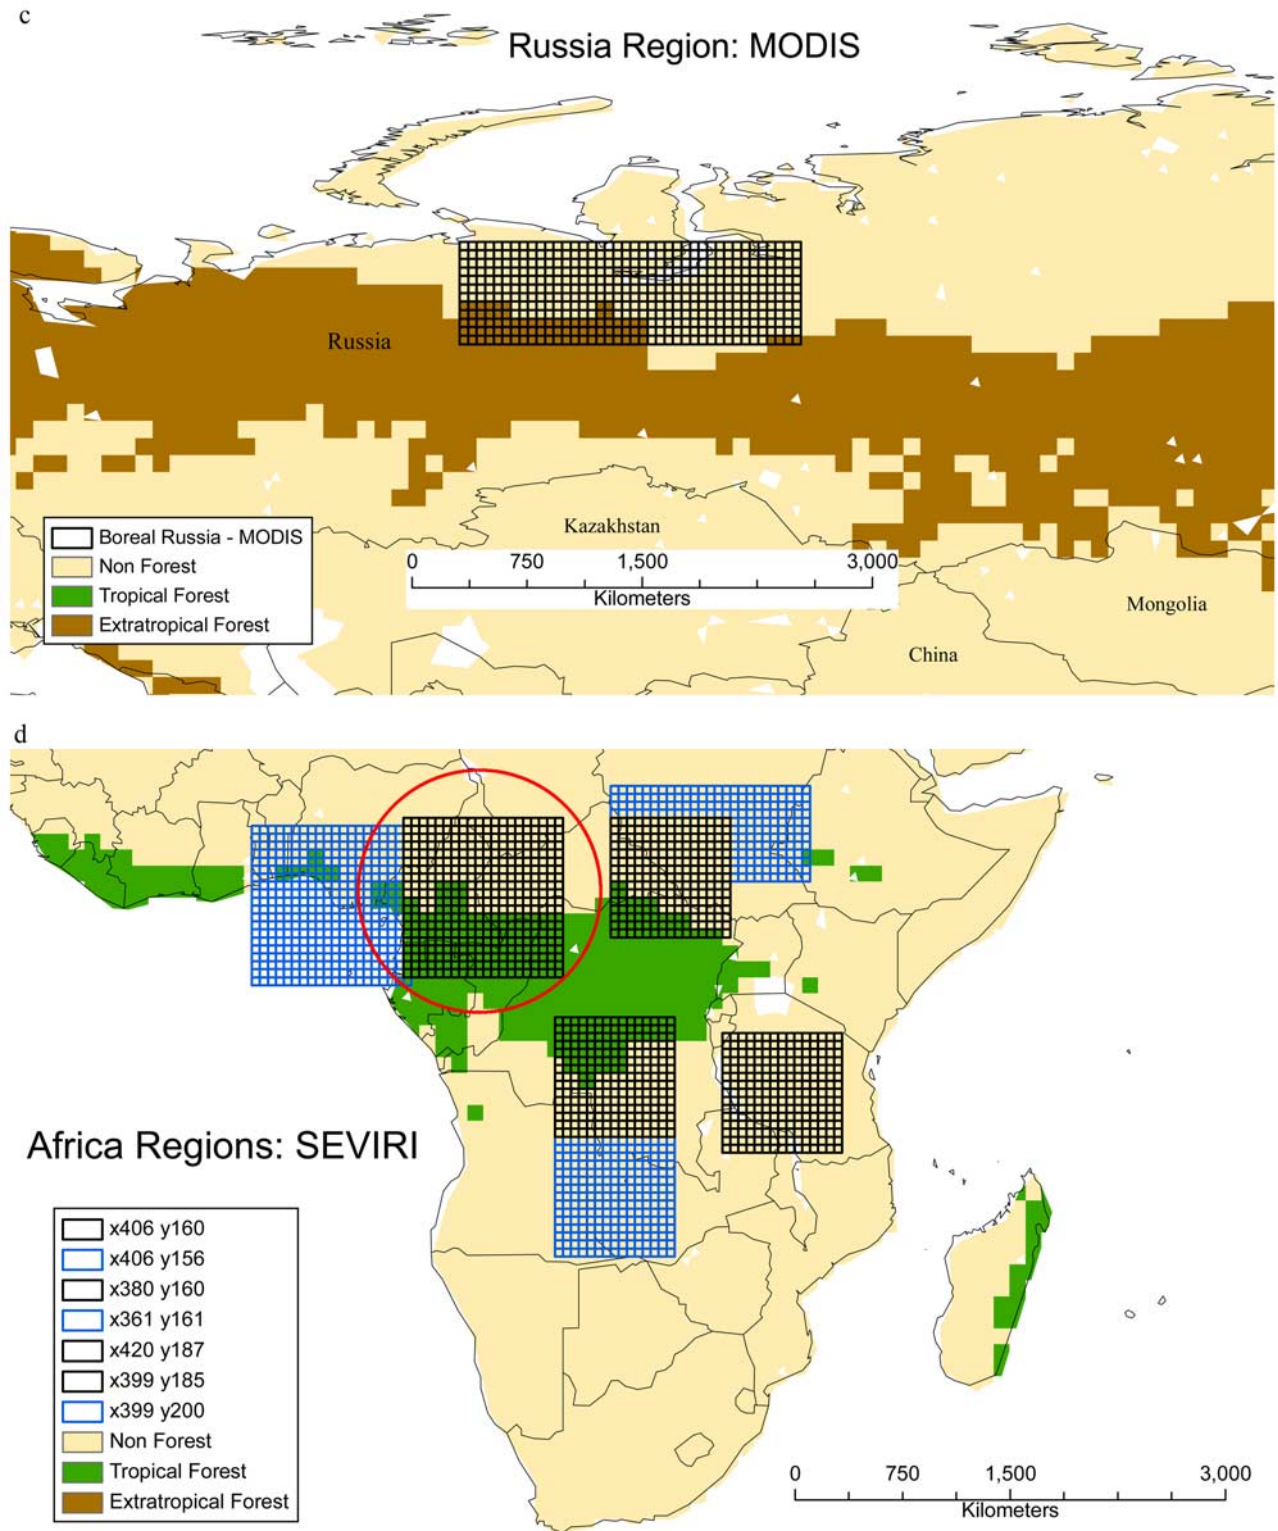 c
Russia Region: MODIS
Russia
Kazakhstan
Mongolia
China
Boreal Russia - MODIS
Non Forest
Tropical Forest
Extratropical Forest
0 750 1,500 3,000
Kilometers
d
Africa Regions: SEVIRI
x406 y160
x406 y156
x380 y160
x361 y161
x420 y187
x399 y185
x399 y200
Non Forest
Tropical Forest
Extratropical Forest
0 750 1,500 3,000
Kilometers